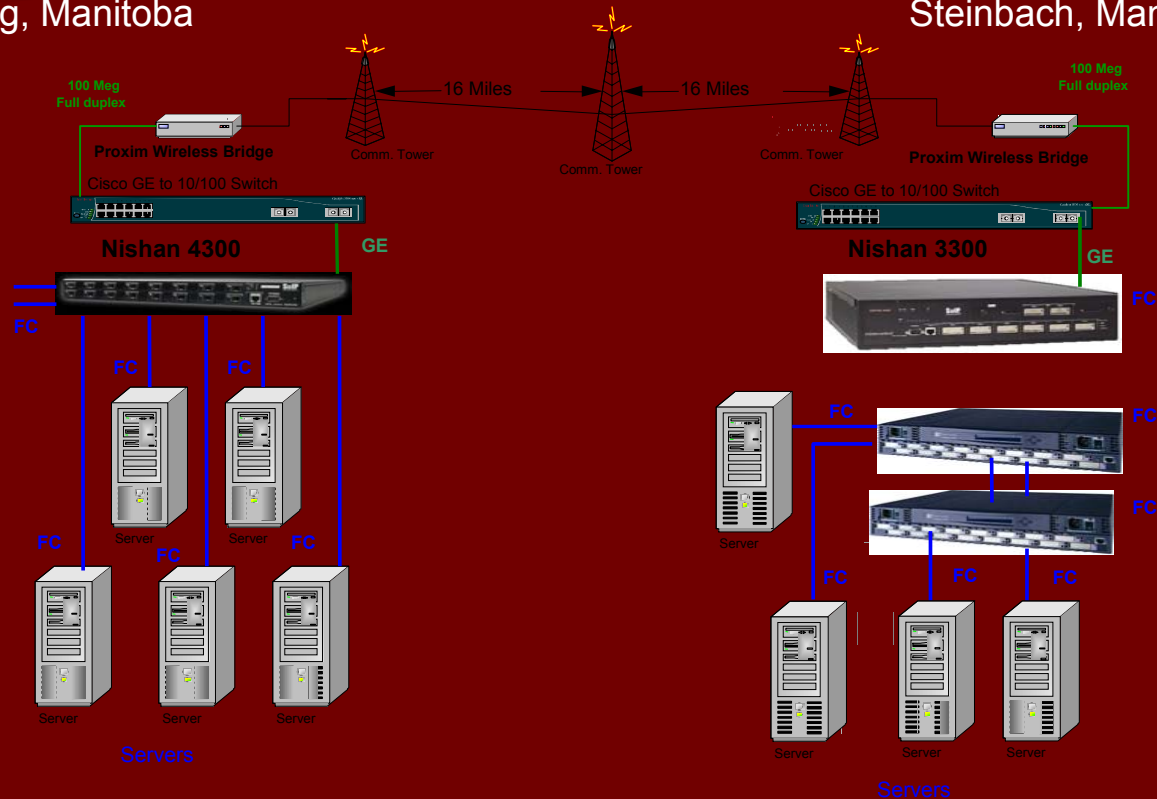 g, Manitoba
Steinbach, Mar
100 Meg
Full duplex
16 Miles
16 Miles
100 Meg
Full duplex
Proxim Wireless Bridge
Comm. Tower
Comm. Tower
Comm. Tower
Proxim Wireless Bridge
Cisco GE to 10/100 Switch
Cisco GE to 10/100 Switch
Nishan 4300
GE
Nishan 3300
GE
FC
FC
FC
FC
FC
FC
FC
Server
Server
Server
FC
FC
FC
FC
FC
FC
Server
Server
Server
Server
Server
Server
Servers
Servers